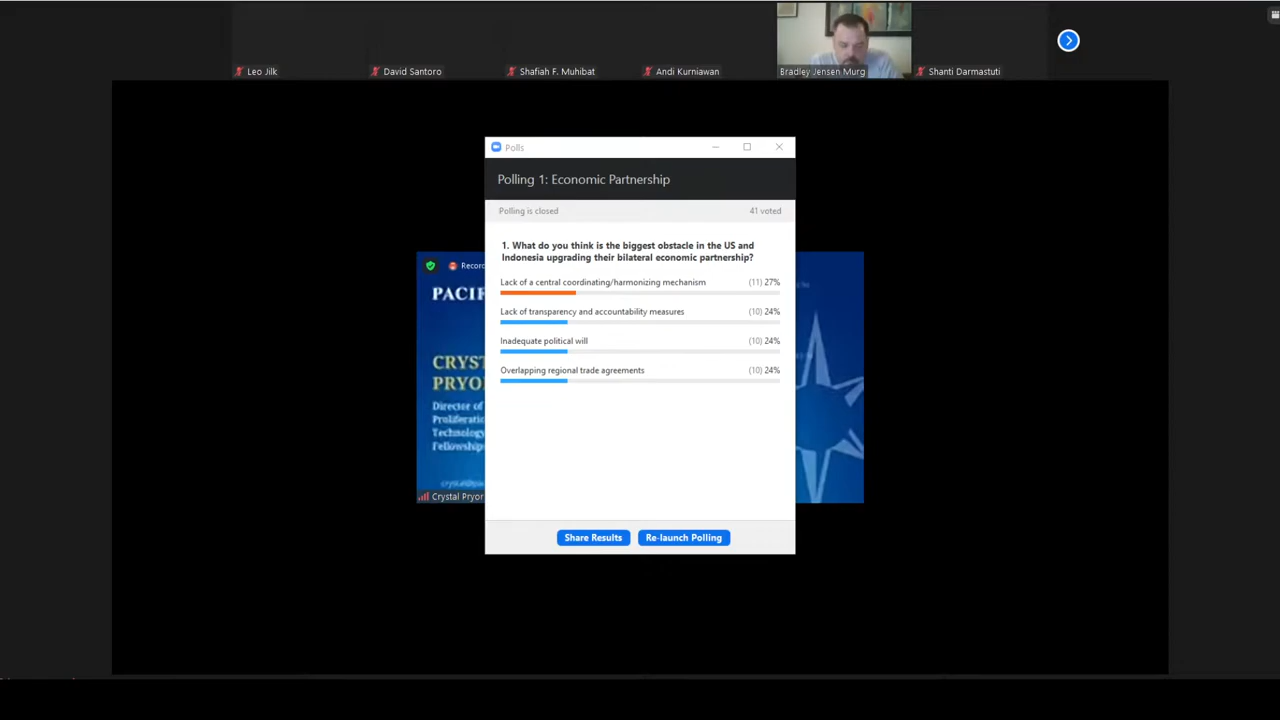 Leo Jilk
David Santoro
Shafiah F. Muhibat
Andi Kurniawan
Bradley Jensen Murg
Shanti Darmastuti
Polls
Polling 1: Economic Partnership
Polling is closed
41 voted
1. What do you think is the biggest obstacle in the US and
Indonesia upgrading their bilateral economic partnership?
Lack of a central coordinating/harmonizing mechanism (11) 27%
Lack of transparency and accountability measures (10) 24%
Inadequate political will (10) 24%
Overlapping regional trade agreements (10) 24%
Share Results
Re-launch Polling
Record
PACIF
CRYST
PRYO
Director of
Proliferatio
Technology
Fellowships
Crystal Pryor